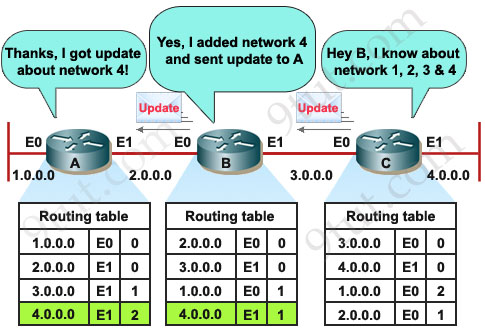 Thanks, I got update
about network 4!
Yes, I added network 4
and sent update to A
Hey B, I know about
network 1, 2, 3 & 4
Update
Update
E0 E1 E0 E1 E0 E1
A B C
1.0.0.0 2.0.0.0 3.0.0.0 4.0.0.0
Routing table
1.0.0.0 E0 0
2.0.0.0 E1 0
3.0.0.0 E1 1
4.0.0.0 E1 2
Routing table
2.0.0.0 E0 0
3.0.0.0 E1 0
1.0.0.0 E0 1
4.0.0.0 E1 1
Routing table
3.0.0.0 E0 0
4.0.0.0 E1 0
1.0.0.0 E0 2
2.0.0.0 E0 1
9tut.com
9tut.com
9tut.com